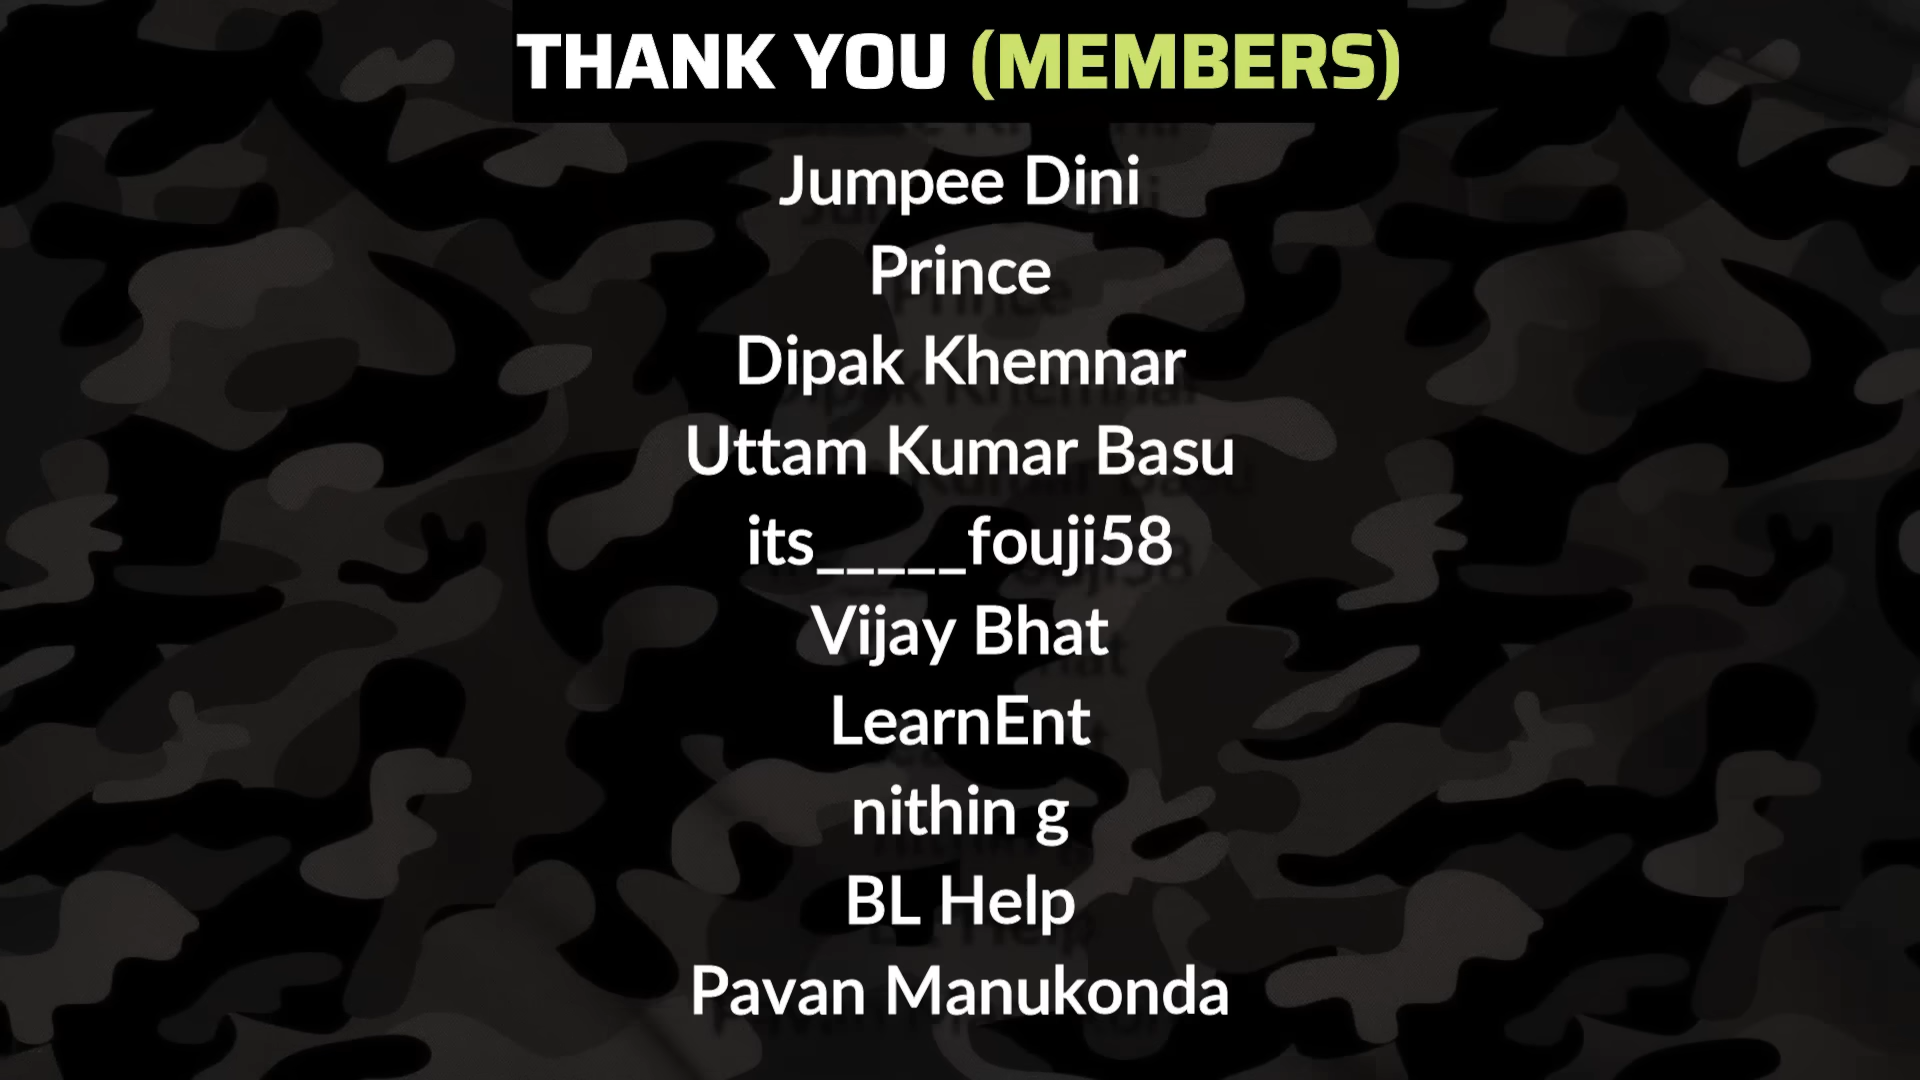 THANK YOU (MEMBERS)
Jumpee Dini
Prince
Dipak Khemnar
Uttam Kumar Basu
its_____fouji58
Vijay Bhat
LearnEnt
nithin g
BL Help
Pavan Manukonda